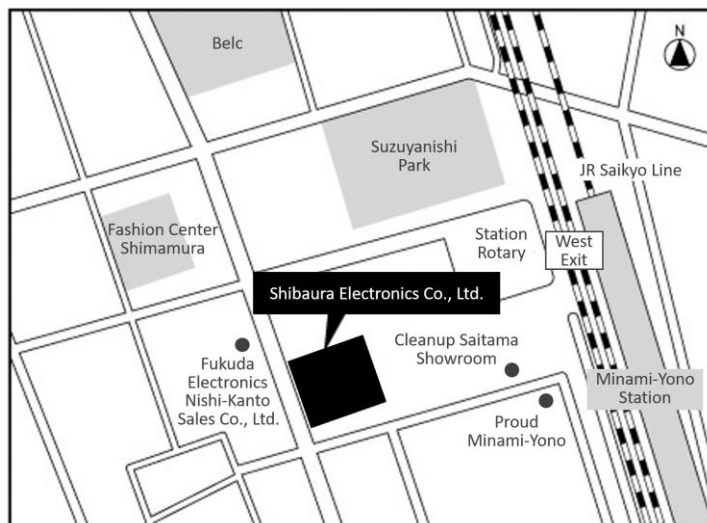 Belc
N
Suzuyanishi
Park
JR Saikyo Line
Fashion Center
Shimamura
Station
Rotary
West
Exit
Shibaura Electronics Co., Ltd.
Cleanup Saitama
Showroom
Fukuda
Electronics
Nishi-Kanto
Sales Co., Ltd.
Minami-Yono
Station
Proud
Minami-Yono